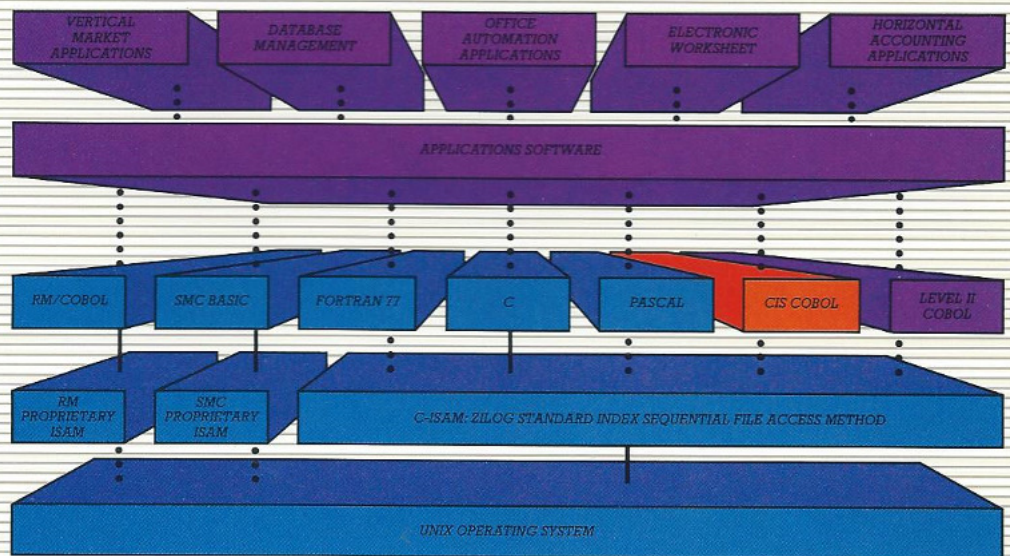 VERTICAL
MARKET
APPLICATIONS
DATABASE
MANAGEMENT
OFFICE
AUTOMATION
APPLICATIONS
ELECTRONIC
WORKSHEET
HORIZONTAL
ACCOUNTING
APPLICATIONS
APPLICATIONS SOFTWARE
RM/COBOL
SMC BASIC
FORTRAN 77
C
PASCAL
CIS COBOL
LEVEL II
COBOL
RM
PROPRIETARY
ISAM
SMC
PROPRIETARY
ISAM
C-ISAM: ZILOG STANDARD INDEX SEQUENTIAL FILE ACCESS METHOD
UNIX OPERATING SYSTEM